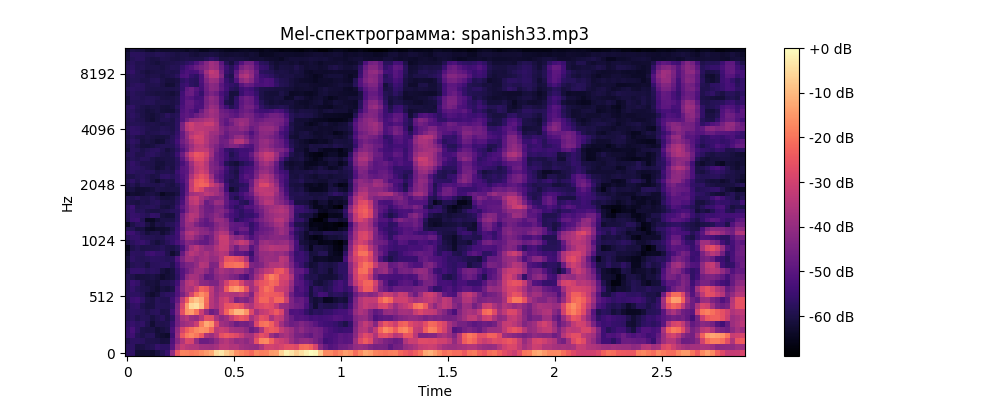 Mel-спектрограмма: spanish33.mp3
Hz
8192
4096
2048
1024
512
0
0
0.5
1
1.5
2
2.5
Time
+0 dB
-10 dB
-20 dB
-30 dB
-40 dB
-50 dB
-60 dB